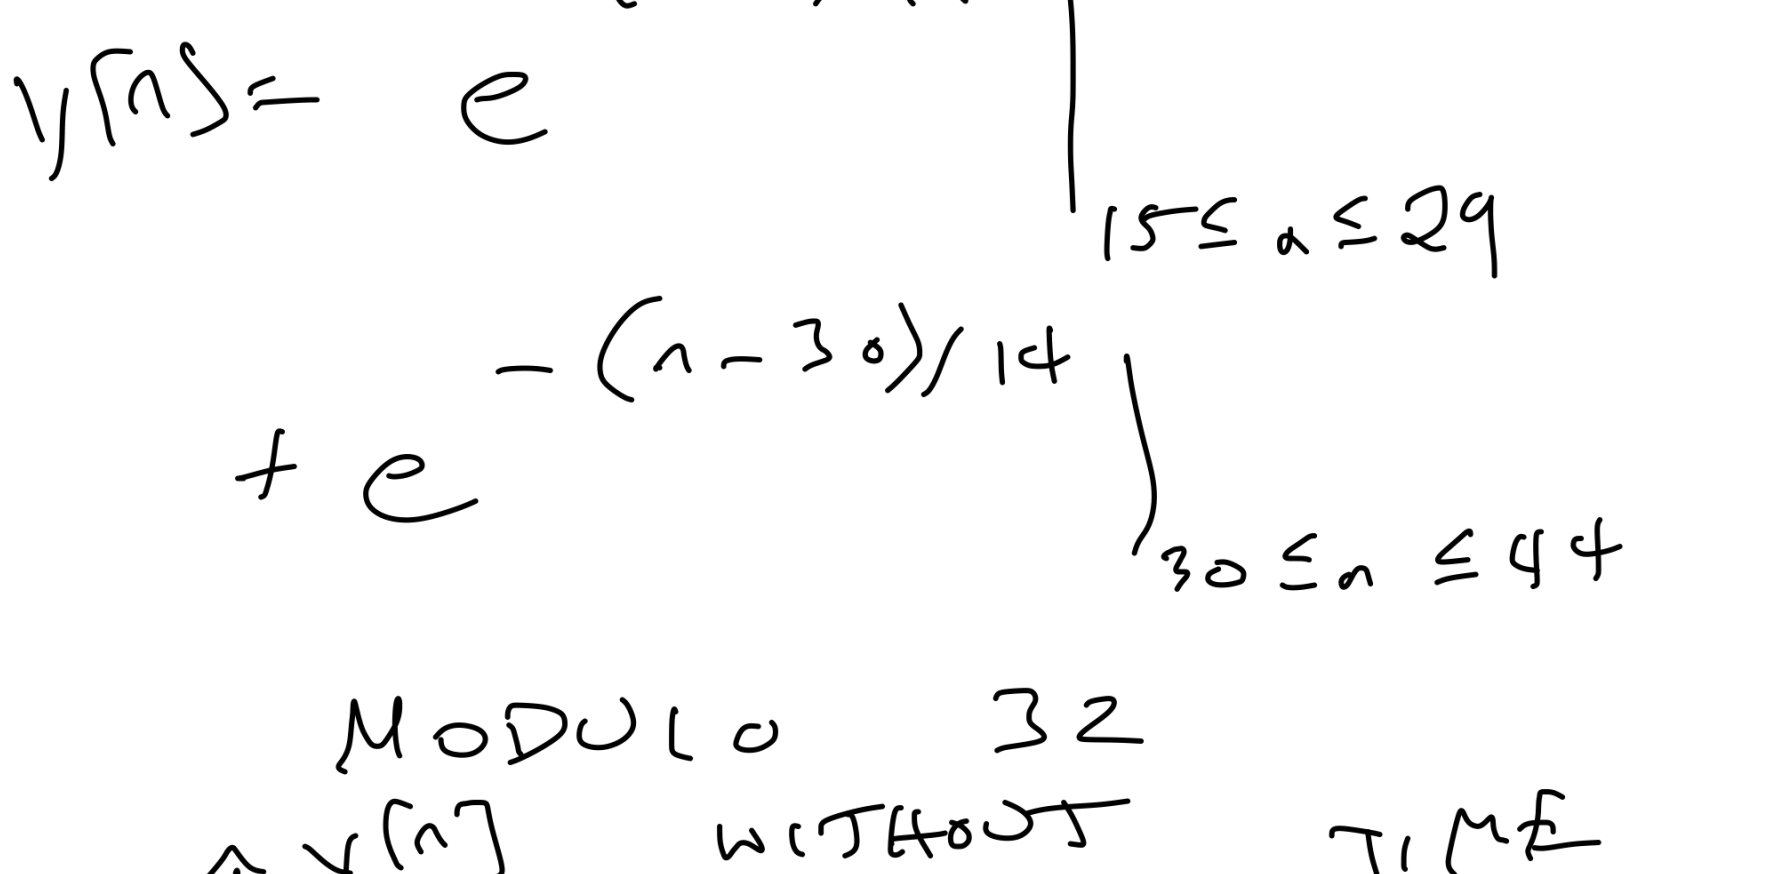 y[n] = e | 15 ≤ n ≤ 29
+ e -(n-30)/14 | 30 ≤ n ≤ 44
MODULO 32
y[n] WITHOUT TIME